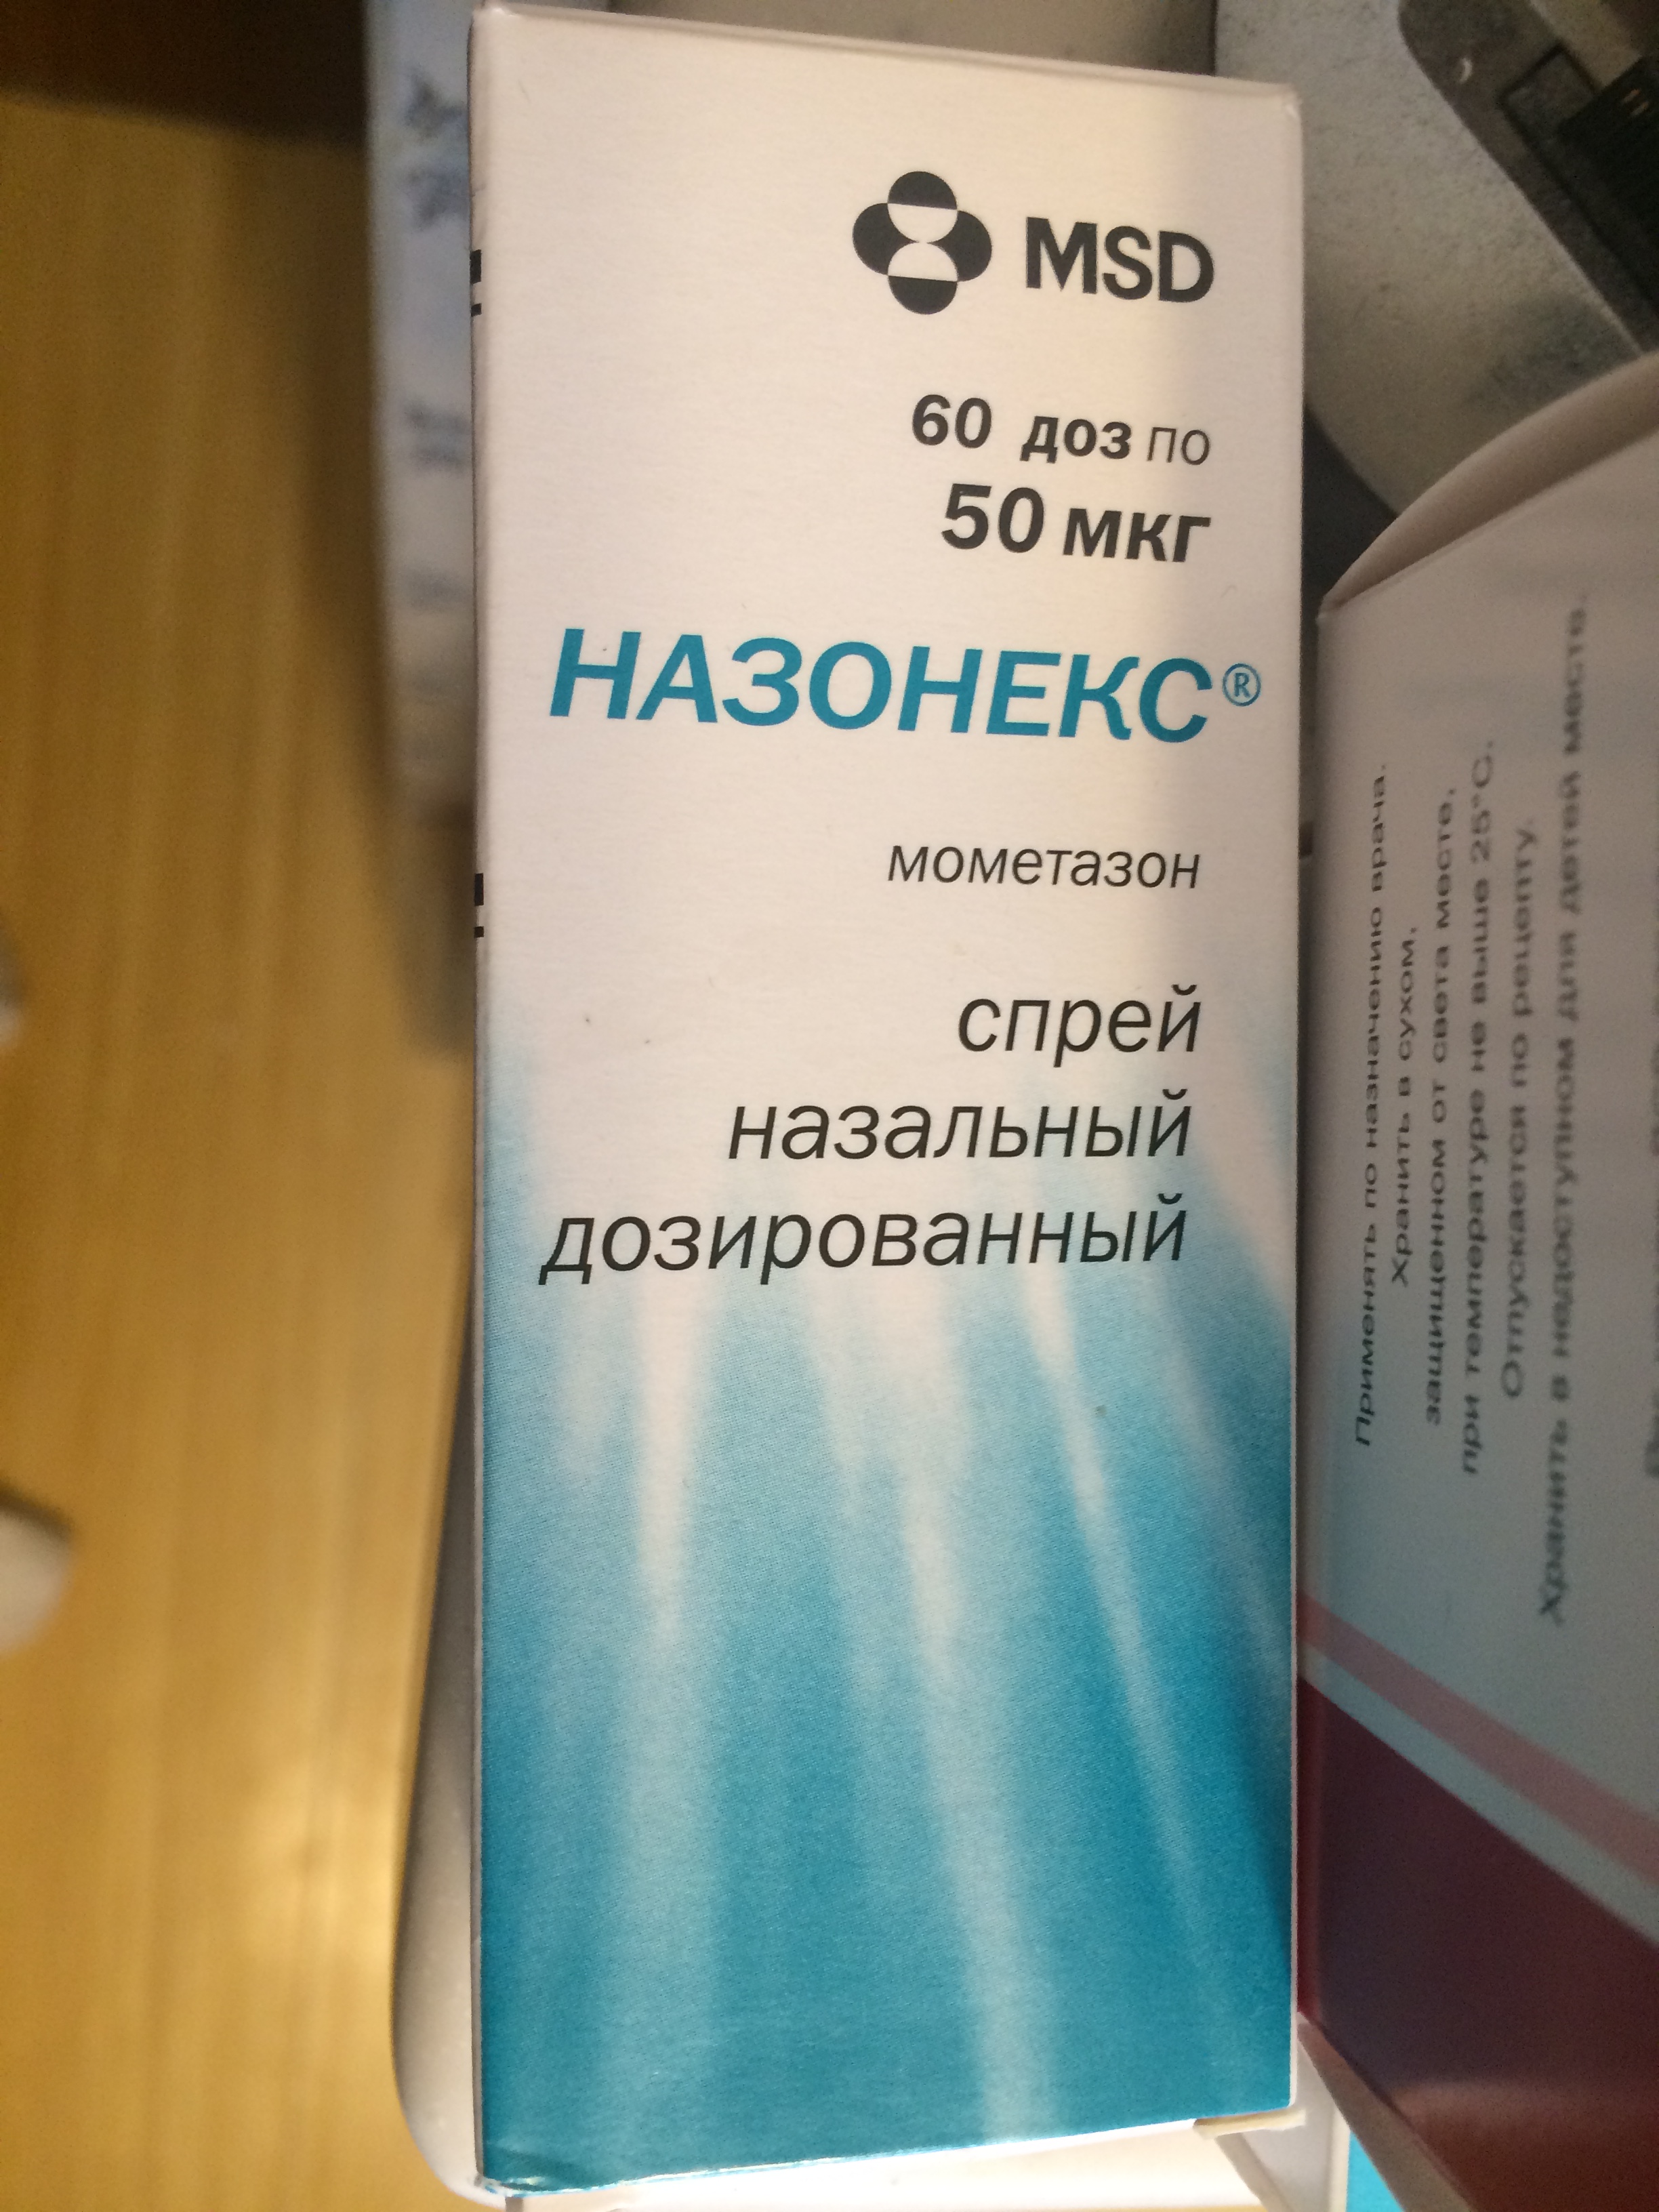 MSD
60 доз по
50 мкг
НАЗОНЕКС®
мометазон
спрей
назальный
дозированный
Применять по назначению врача.
Хранить в сухом,
защищенном от света месте,
при температуре не выше 25°C.
Отпускается по рецепту.
Хранить в недоступном для детей месте.